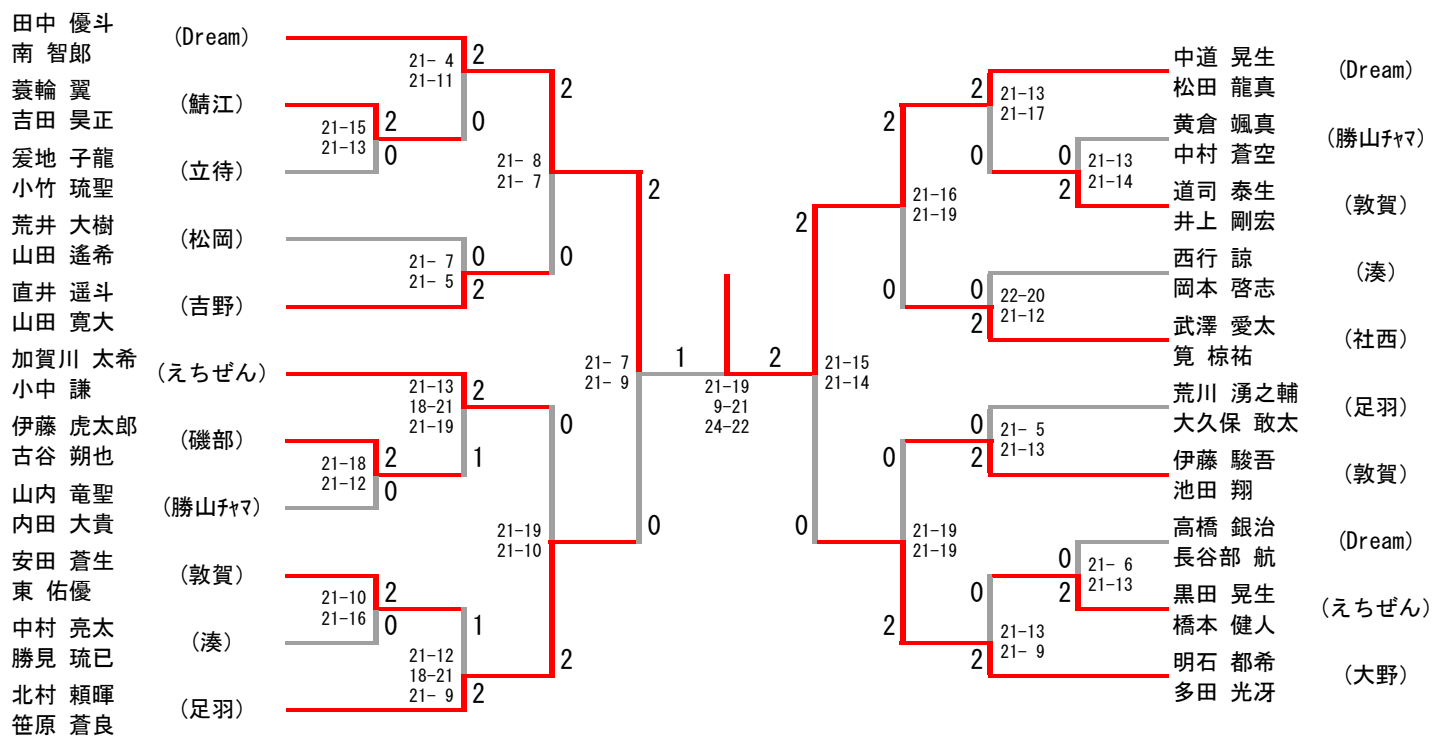 田中 優斗
南 智郎
(Dream)
蓑輪 翼
吉田 昊正
(鯖江)
爰地 子龍
小竹 琉聖
(立待)
荒井 大樹
山田 遙希
(松岡)
直井 遥斗
山田 寛大
(吉野)
加賀川 太希
小中 謙
(えちぜん)
伊藤 虎太郎
古谷 朔也
(磯部)
山内 竜聖
内田 大貴
(勝山ﾁｬﾏ)
安田 蒼生
東 佑優
(敦賀)
中村 亮太
勝見 琉已
(湊)
北村 頼暉
笹原 蒼良
(足羽)
21-15
21-13
2
0
21-18
21-12
2
0
21-10
21-16
2
0
21- 4
21-11
2
0
21- 7
21- 5
0
2
21-13
18-21
21-19
2
1
21-12
18-21
21- 9
1
2
21- 8
21- 7
2
0
21-19
21-10
0
2
21- 7
21- 9
2
0
1
2
21-19
9-21
24-22
21-15
21-14
2
0
21-16
21-19
2
0
21-19
21-19
0
2
21-13
21-17
2
0
22-20
21-12
0
2
21- 5
21-13
0
2
21-13
21- 9
0
2
21-13
21-14
0
2
21- 6
21-13
0
2
中道 晃生
松田 龍真
(Dream)
黄倉 颯真
中村 蒼空
(勝山ﾁｬﾏ)
道司 泰生
井上 剛宏
(敦賀)
西行 諒
岡本 啓志
(湊)
武澤 愛太
筧 椋祐
(社西)
荒川 湧之輔
大久保 敢太
(足羽)
伊藤 駿吾
池田 翔
(敦賀)
高橋 銀治
長谷部 航
(Dream)
黒田 晃生
橋本 健人
(えちぜん)
明石 都希
多田 光冴
(大野)